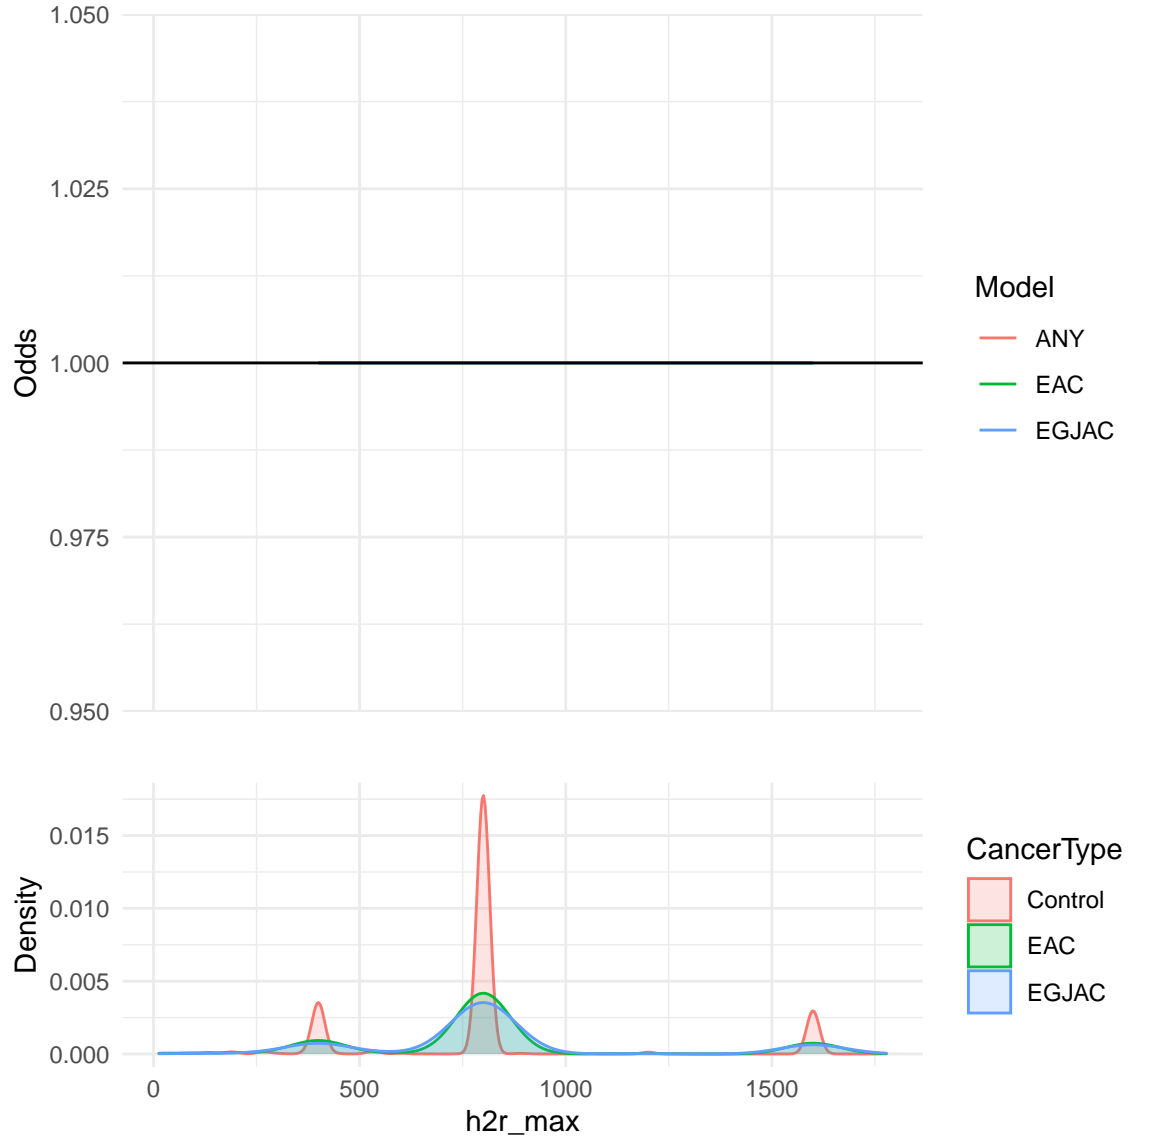 1.050
1.025
1.000
0.975
0.950
Odds
Model
ANY
EAC
EGJAC
0.015
0.010
0.005
0.000
Density
0
500
1000
1500
h2r_max
CancerType
Control
EAC
EGJAC